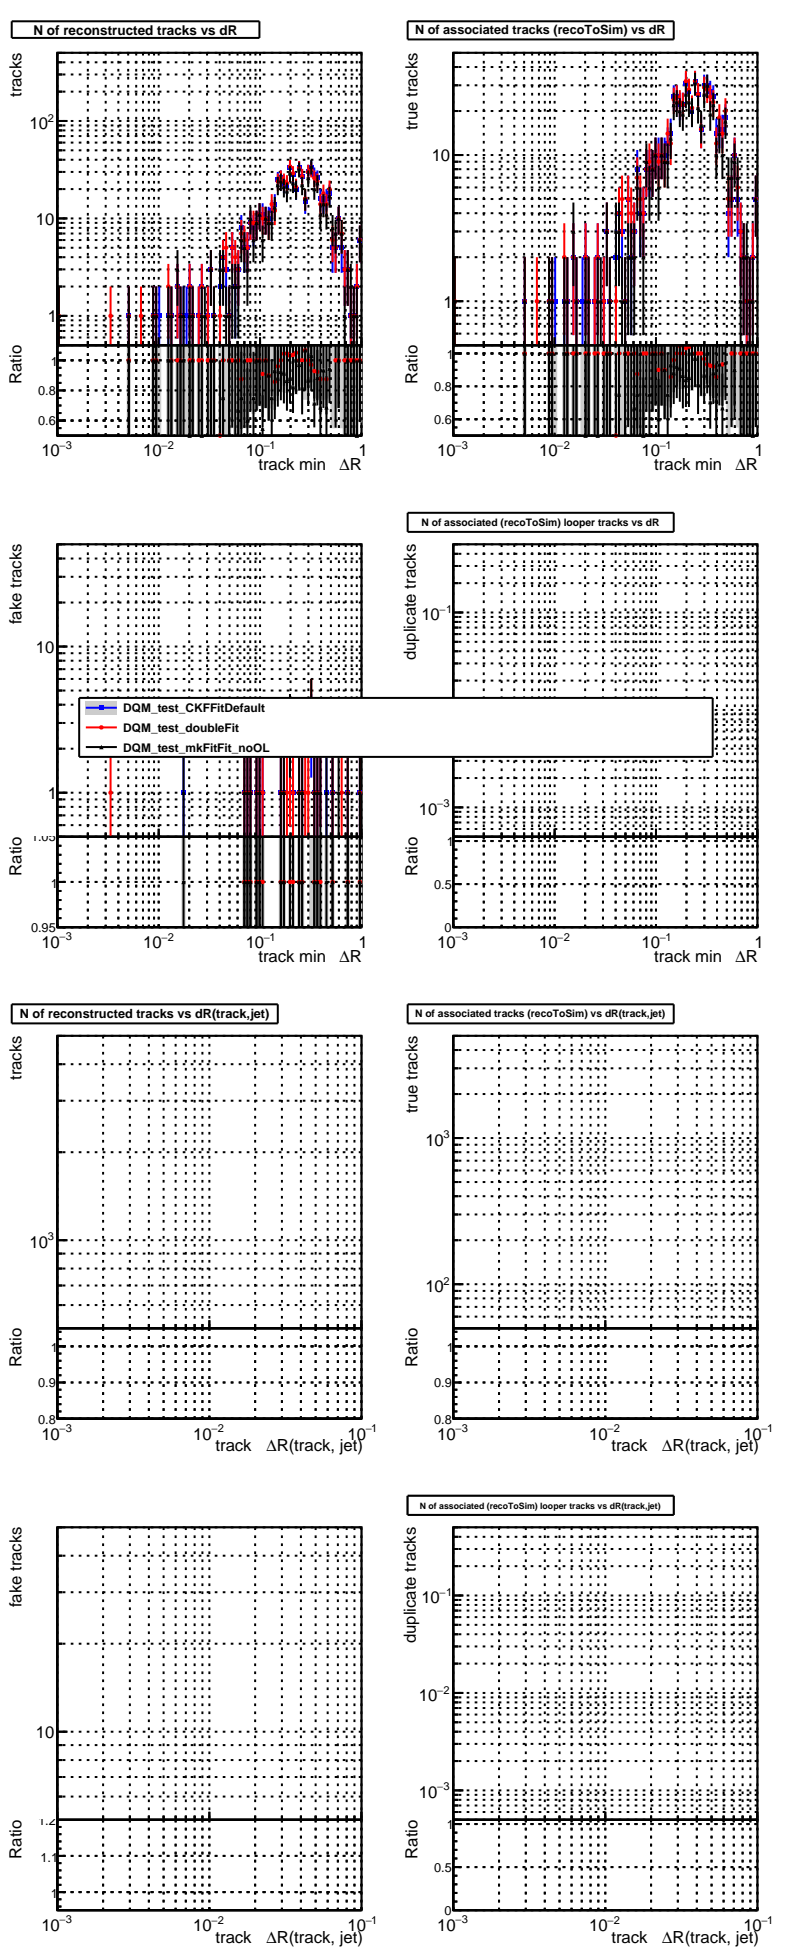 N of reconstructed tracks vs dR
tracks
10²
10
1
Ratio
1
0.8
0.6
10⁻³ 10⁻² 10⁻¹ 1
track min ΔR
N of associated tracks (recoToSim) vs dR
true tracks
10
1
Ratio
1
0.8
0.6
10⁻³ 10⁻² 10⁻¹ 1
track min ΔR
fake tracks
10
1
Ratio
1.05
1
0.95
10⁻³ 10⁻² 10⁻¹ 1
track min ΔR
N of associated (recoToSim) looper tracks vs dR
duplicate tracks
10⁻¹
10⁻³
Ratio
1
0.5
0
10⁻³ 10⁻² 10⁻¹ 1
track min ΔR
DQM_test_CKFFitDefault
DQM_test_doubleFit
DQM_test_mkFitFit_noOL
N of reconstructed tracks vs dR(track,jet)
tracks
10³
Ratio
1
0.9
0.8
10⁻³ 10⁻² 10⁻¹
track ΔR(track, jet)
N of associated tracks (recoToSim) vs dR(track,jet)
true tracks
10³
10²
Ratio
1
0.9
0.8
10⁻³ 10⁻² 10⁻¹
track ΔR(track, jet)
fake tracks
10
Ratio
1.2
1.1
1
10⁻³ 10⁻² 10⁻¹
track ΔR(track, jet)
N of associated (recoToSim) looper tracks vs dR(track,jet)
duplicate tracks
10⁻¹
10⁻²
10⁻³
Ratio
1
0.5
0
10⁻³ 10⁻² 10⁻¹
track ΔR(track, jet)